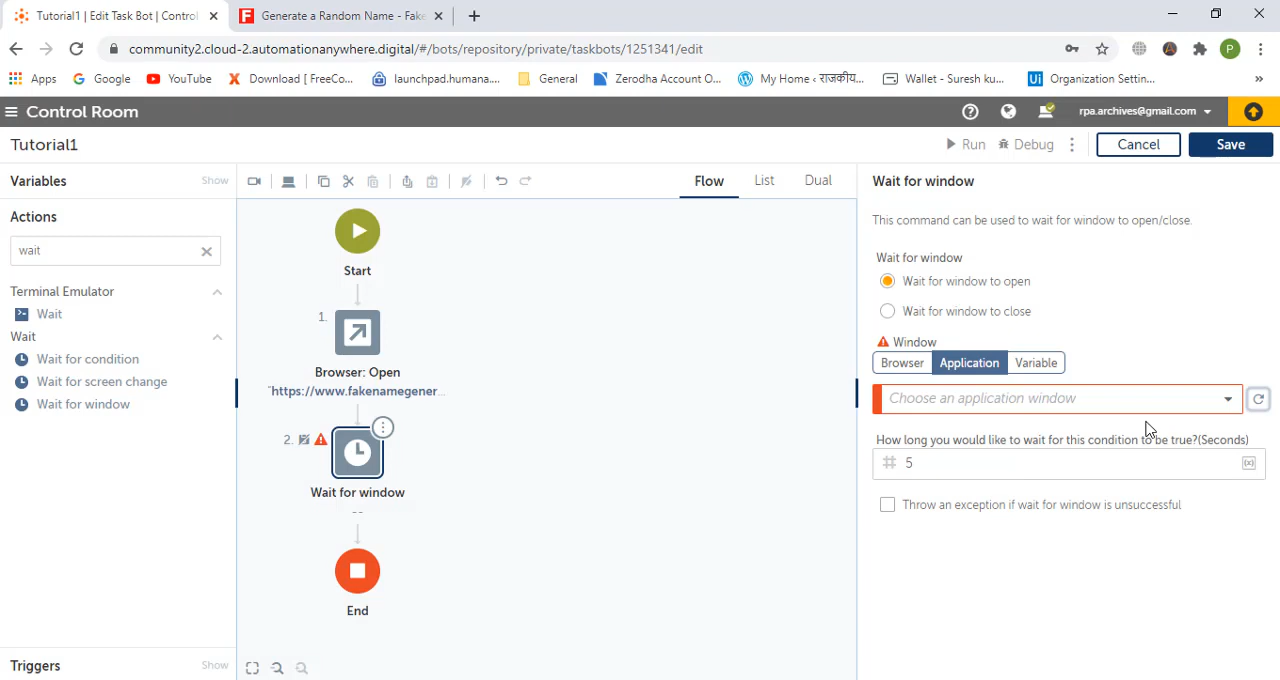 Tutorial1 | Edit Task Bot | Control
Generate a Random Name - Fake
community2.cloud-2.automationanywhere.digital/#/bots/repository/private/taskbots/1251341/edit
P
Apps
Google
YouTube
Download [ FreeCo...
launchpad.humana....
General
Zerodha Account O...
My Home ‹ राजकीय...
Wallet - Suresh ku...
Ui Organization Settin...
»
Control Room
rpa.archives@gmail.com
Tutorial1
Run
Debug
Cancel
Save
Variables
Show
Flow
List
Dual
Wait for window
Actions
wait
This command can be used to wait for window to open/close.
Terminal Emulator
Wait
Wait
Wait for condition
Wait for screen change
Wait for window
Start
1.
Browser: Open
"https://www.fakenamegener...
2.
Wait for window
--
End
Wait for window
Wait for window to open
Wait for window to close
Window
Browser
Application
Variable
Choose an application window
How long you would like to wait for this condition to be true?(Seconds)
5
(x)
Throw an exception if wait for window is unsuccessful
Triggers
Show